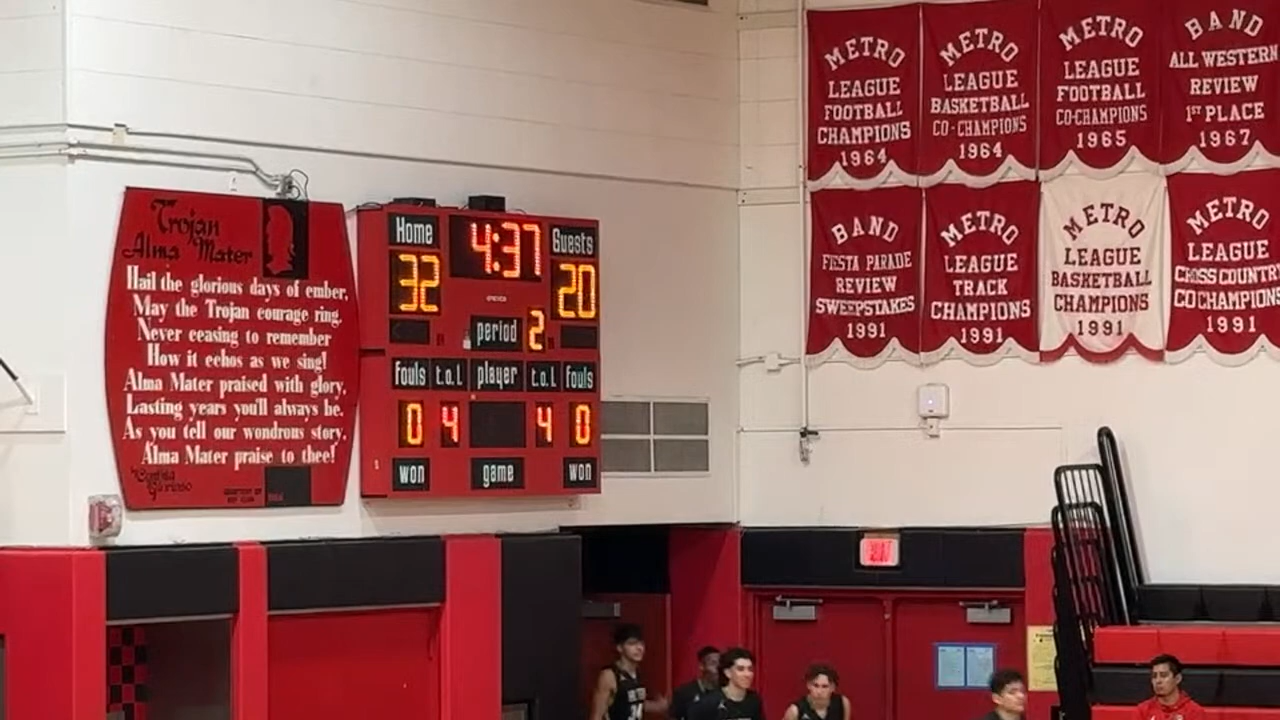 Trojan
Alma Mater
Hail the glorious days of ember,
May the Trojan courage ring.
Never ceasing to remember
How it echos as we sing!
Alma Mater praised with glory,
Lasting years you'll always be.
As you tell our wondrous story,
Alma Mater praise to thee!
Home
4:37
Guests
32
20
period
2
fouls
t.o.l
player
t.o.l
fouls
0
4
4
0
won
game
won
METRO
LEAGUE
FOOTBALL
CHAMPIONS
1964
METRO
LEAGUE
BASKETBALL
CO-CHAMPIONS
1964
METRO
LEAGUE
FOOTBALL
CO-CHAMPIONS
1965
BAND
ALL WESTERN
REVIEW
1ST PLACE
1967
BAND
FIESTA PARADE
REVIEW
SWEEPSTAKES
1991
METRO
LEAGUE
TRACK
CHAMPIONS
1991
METRO
LEAGUE
BASKETBALL
CHAMPIONS
1991
METRO
LEAGUE
CROSS COUNTRY
CO CHAMPIONS
1991